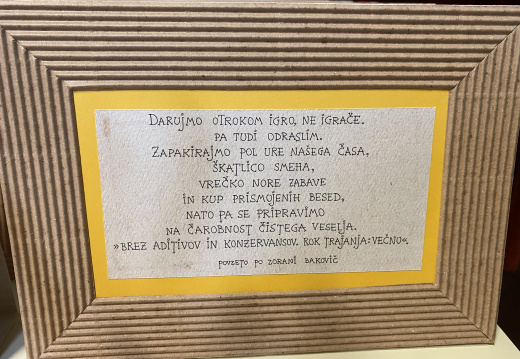 DARUJMO OTROKOM IGRO, NE IGRAČE.
PA TUDI ODRASLIM.
ZAPAKIRAJMO POL URE NAŠEGA ČASA,
ŠKATLICO SMEHA,
VREČKO NORE ZABAVE
IN KUP PRISMOJENIH BESED,
NATO PA SE PRIPRAVIMO
NA ČAROBNOST ČISTEGA VESELJA.
»BREZ ADITIVOV IN KONZERVANSOV. ROK TRAJANJA:VEČNO«.
POVZETO PO ZORANI BAKOVIČ